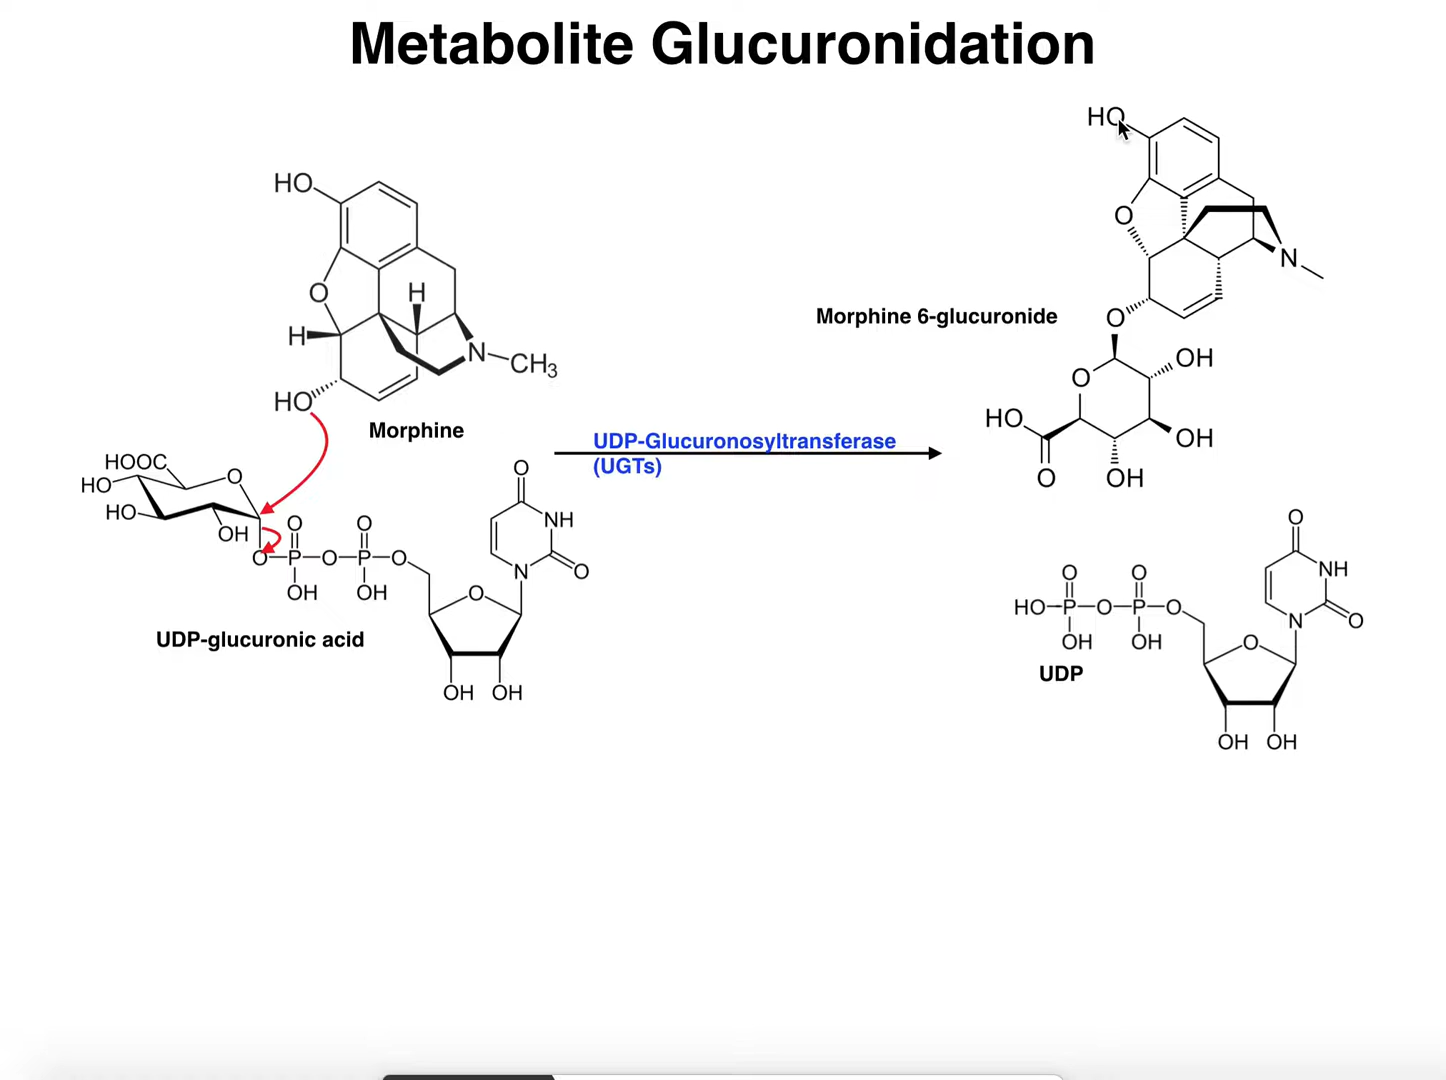 Metabolite Glucuronidation
HO
O
H
H
N
CH3
HO
Morphine
HOOC
HO
HO
O
OH
O
P
O
OH
O
P
O
OH
O
O
NH
N
O
O
OH
OH
UDP-glucuronic acid
UDP-Glucuronosyltransferase
(UGTs)
HO
O
N
O
Morphine 6-glucuronide
O
OH
HO
OH
O
OH
O
NH
N
O
HO
P
O
OH
O
P
O
OH
O
O
OH
OH
UDP